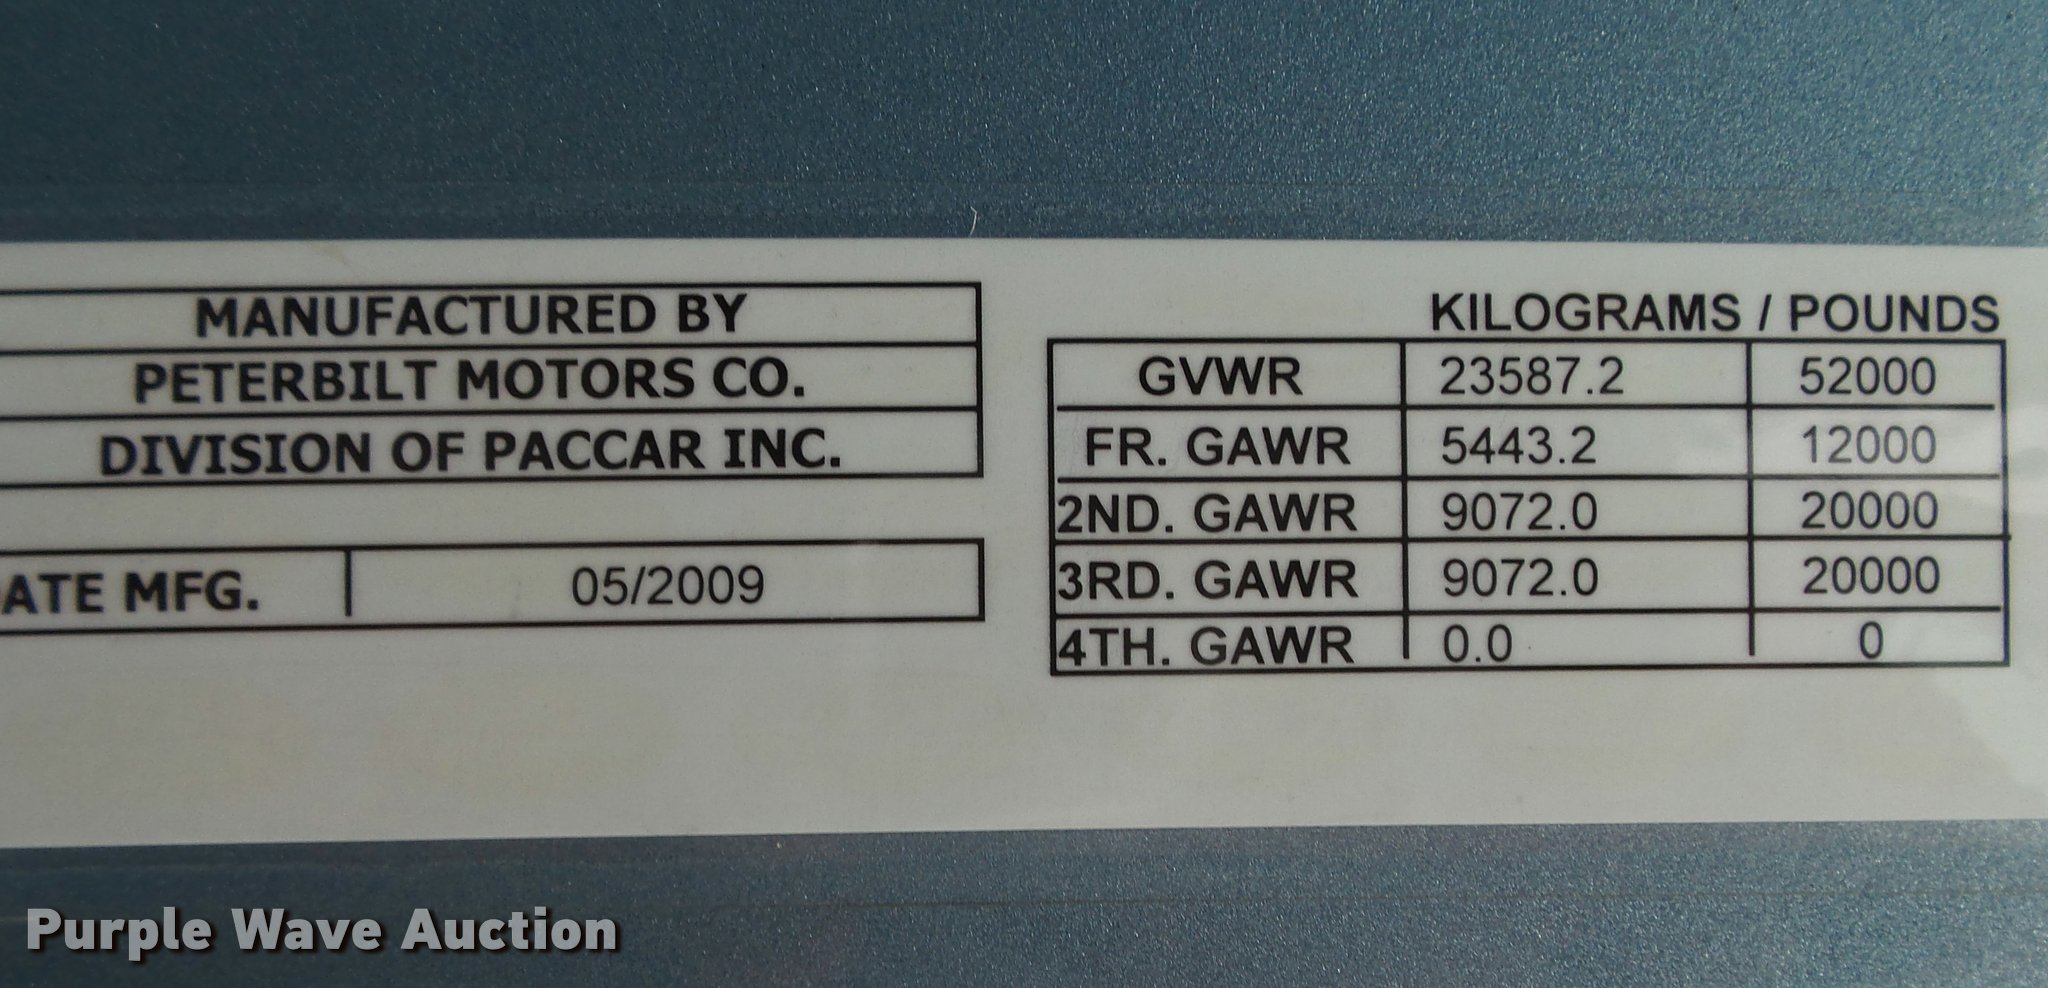 MANUFACTURED BY
PETERBILT MOTORS CO.
DIVISION OF PACCAR INC.
ATE MFG. 05/2009
KILOGRAMS / POUNDS
GVWR 23587.2 52000
FR. GAWR 5443.2 12000
2ND. GAWR 9072.0 20000
3RD. GAWR 9072.0 20000
4TH. GAWR 0.0 0
Purple Wave Auction